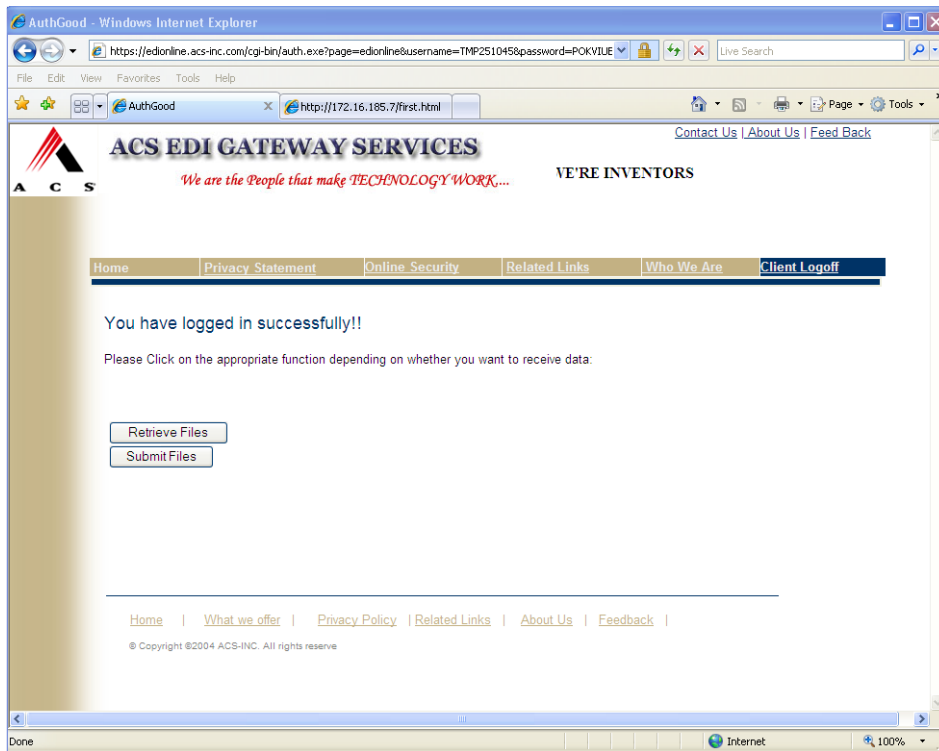 AuthGood - Windows Internet Explorer
https://edionline.acs-inc.com/cgi-bin/auth.exe?page=edionline&username=TMP251045&password=POKVILIE
Live Search
File Edit View Favorites Tools Help
AuthGood
http://172.16.185.7/first.html
Page Tools
Contact Us | About Us | Feed Back
ACS EDI GATEWAY SERVICES
We are the People that make TECHNOLOGY WORK....
VE'RE INVENTORS
A C S
Home Privacy Statement Online Security Related Links Who We Are Client Logoff
You have logged in successfully!!
Please Click on the appropriate function depending on whether you want to receive data:
Retrieve Files
Submit Files
Home | What we offer | Privacy Policy | Related Links | About Us | Feedback |
© Copyright ©2004 ACS-INC. All rights reserve
Done Internet 100%